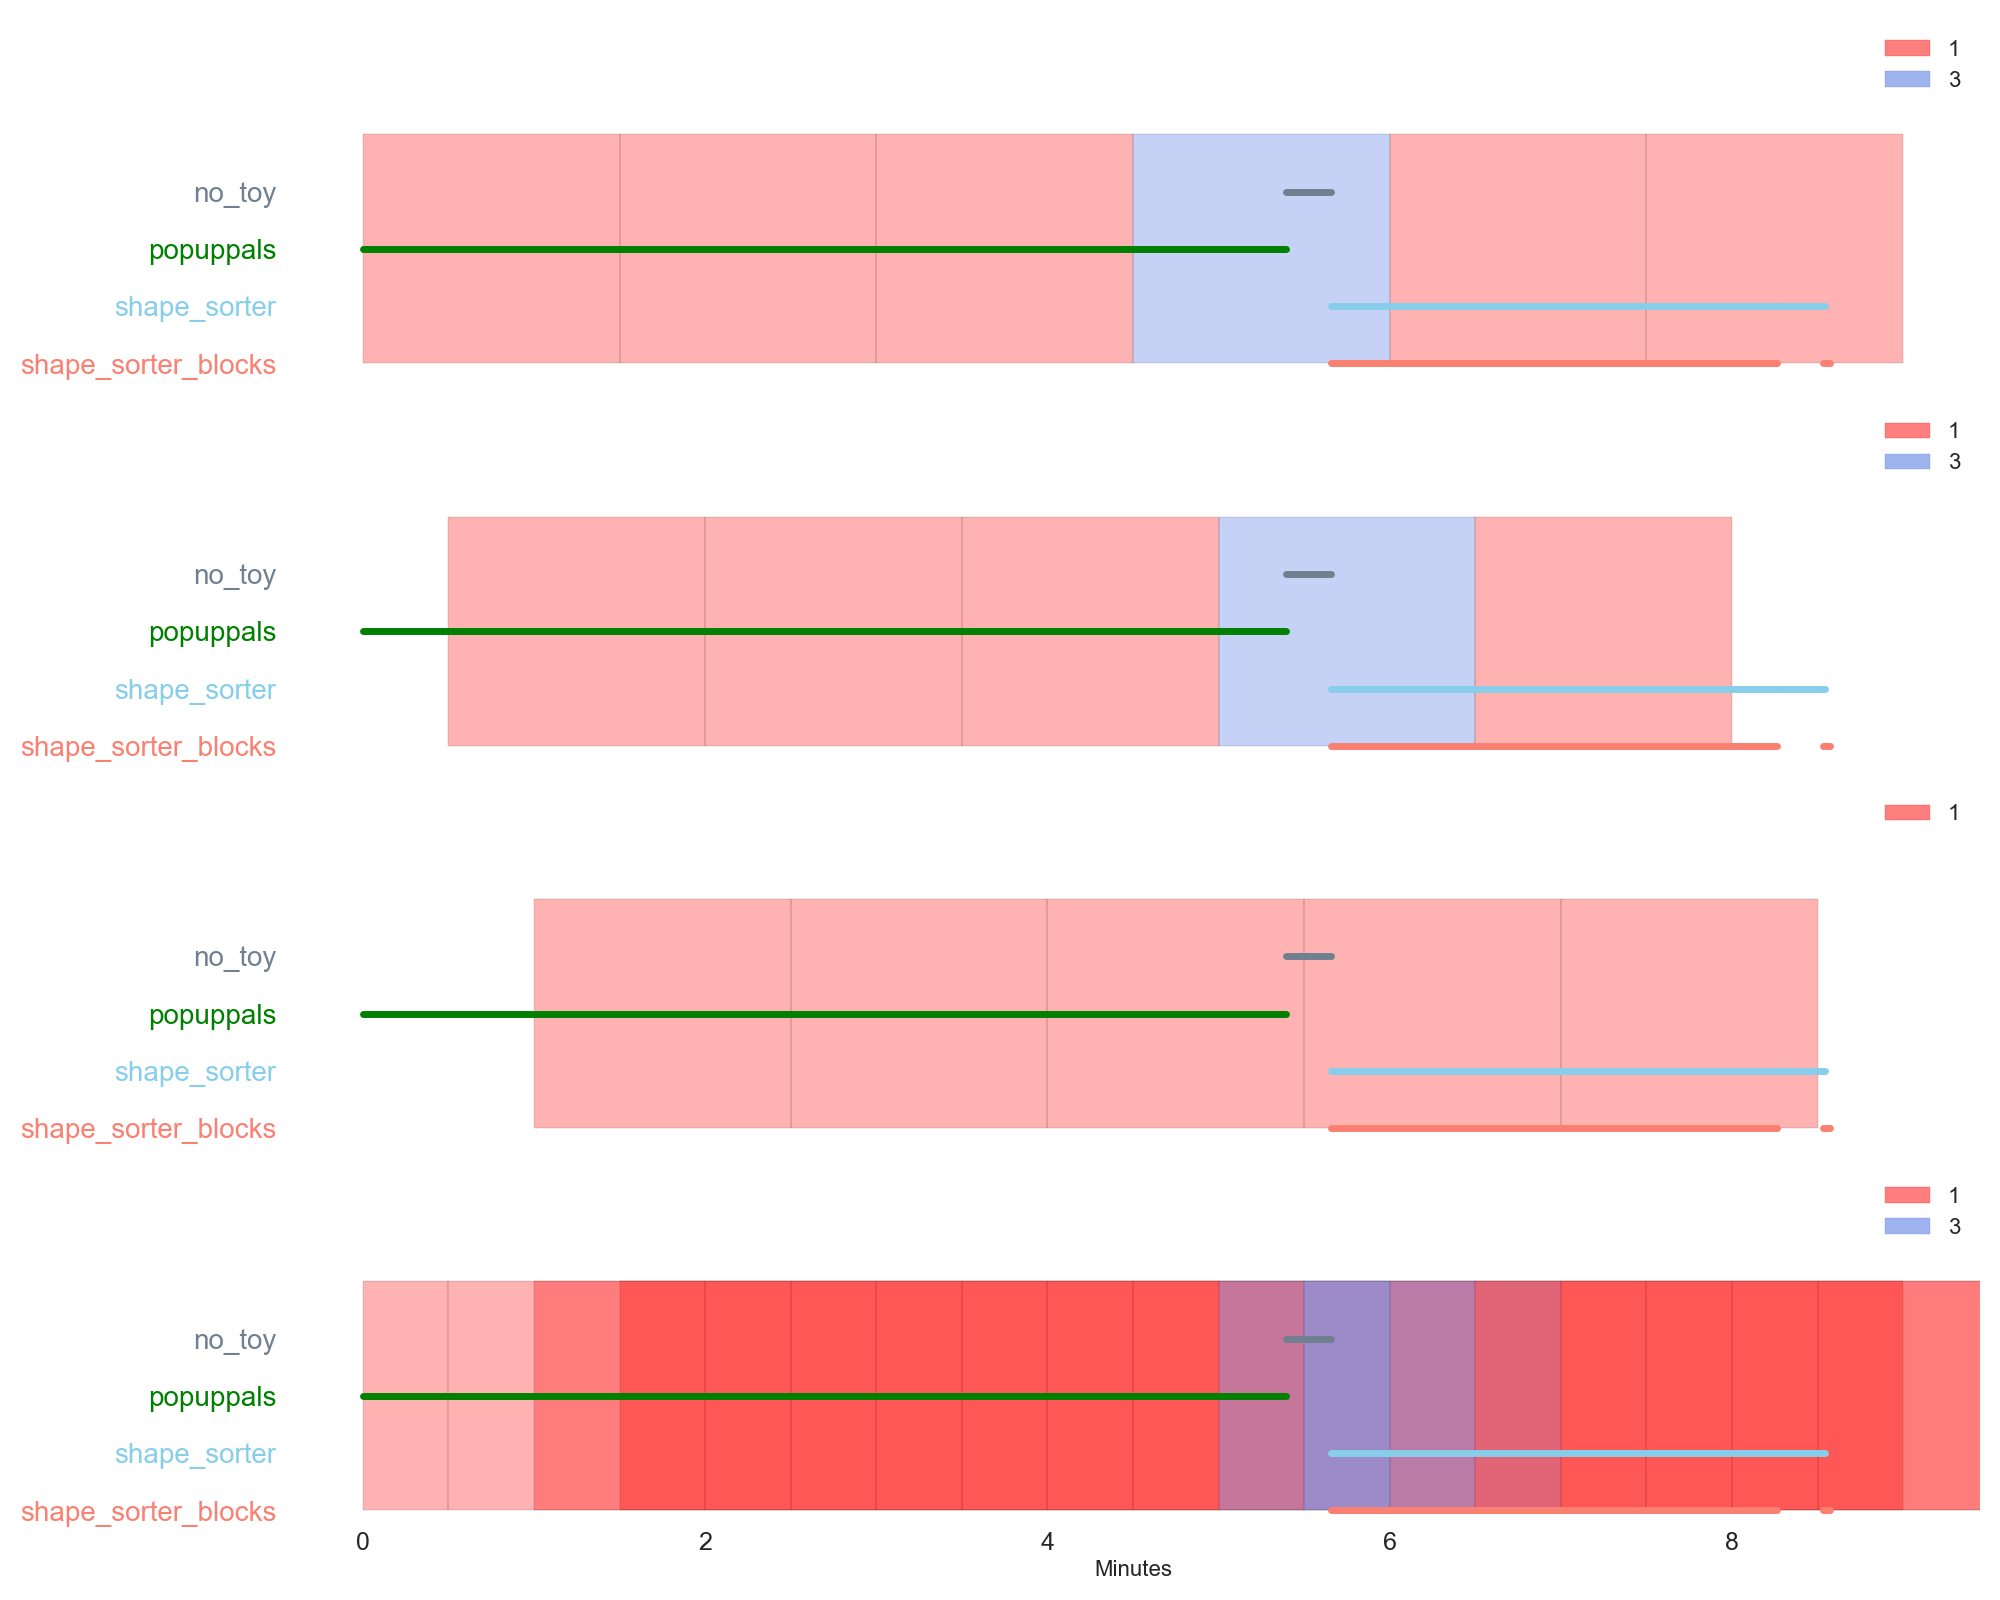 1
3
no_toy
popuppals
shape_sorter
shape_sorter_blocks
1
3
no_toy
popuppals
shape_sorter
shape_sorter_blocks
1
no_toy
popuppals
shape_sorter
shape_sorter_blocks
1
3
no_toy
popuppals
shape_sorter
shape_sorter_blocks
0 2 4 6 8
Minutes